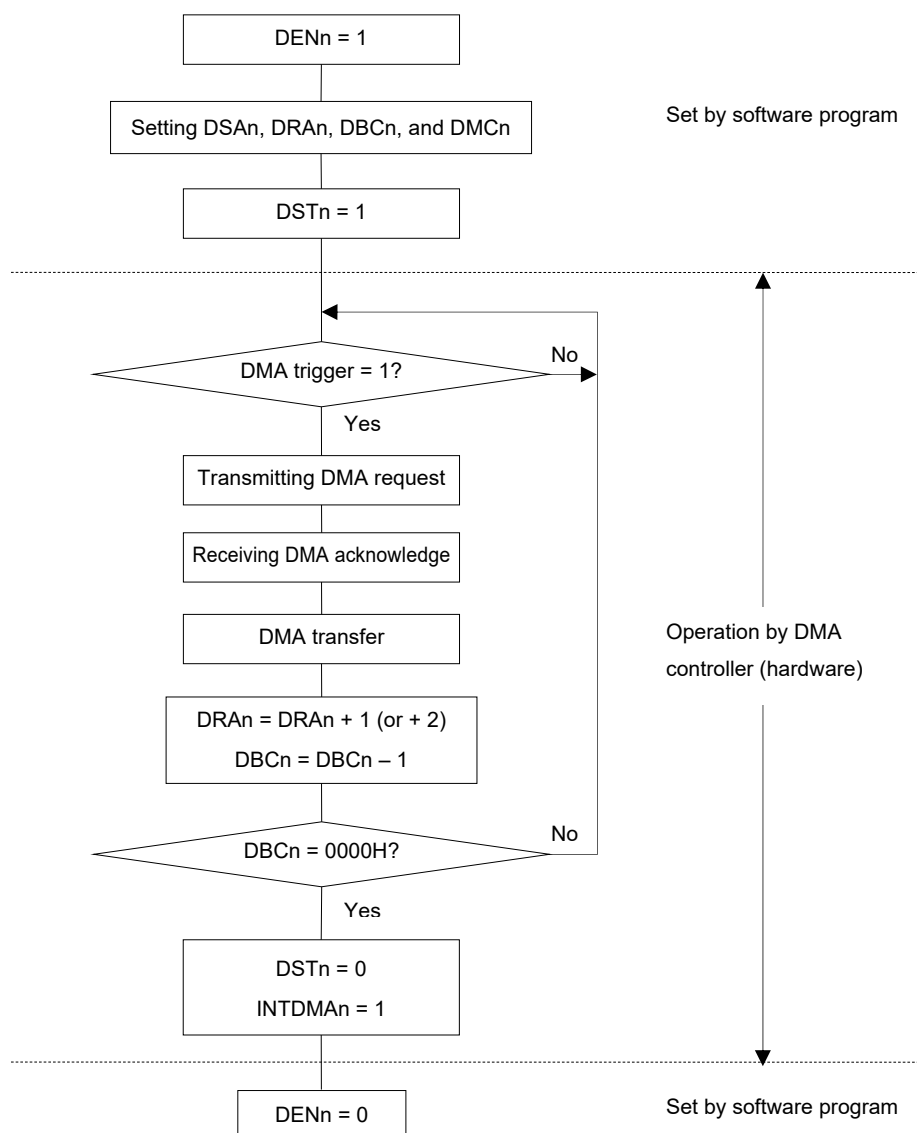 DENn = 1
Setting DSAn, DRAn, DBCn, and DMCn
Set by software program
DSTn = 1
DMA trigger = 1?
No
Yes
Transmitting DMA request
Receiving DMA acknowledge
DMA transfer
Operation by DMA
controller (hardware)
DRAn = DRAn + 1 (or + 2)
DBCn = DBCn – 1
DBCn = 0000H?
No
Yes
DSTn = 0
INTDMAn = 1
DENn = 0
Set by software program